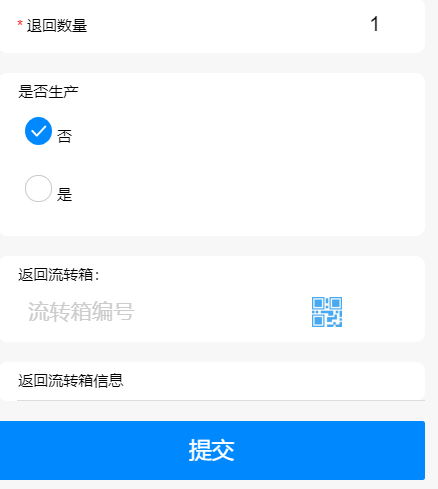 * 退回数量 1
是否生产
否
是
返回流转箱：
流转箱编号
返回流转箱信息
提交